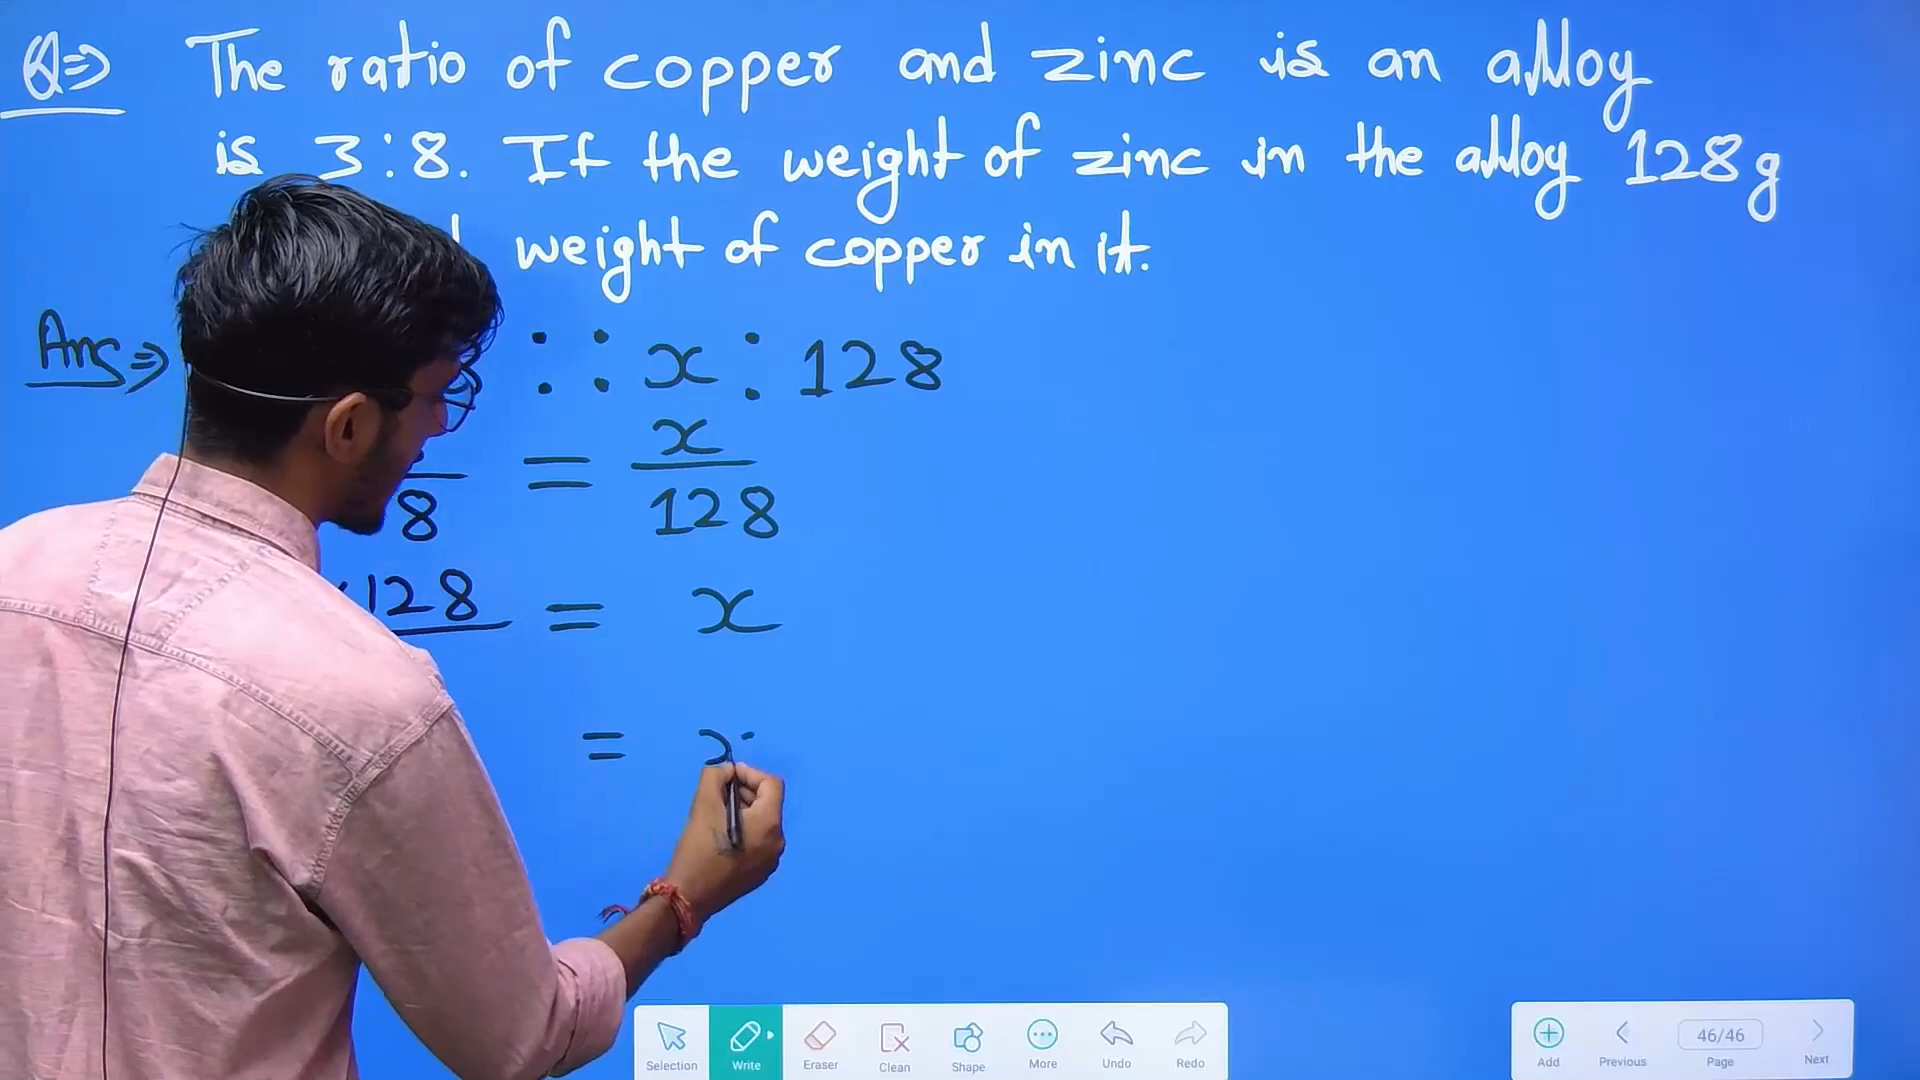 Q⇒ The ratio of copper and zinc is an alloy
is 3:8. If the weight of zinc in the alloy 128g
weight of copper in it.
Ans⇒ 8 :: x : 128
8 = x/128
128 = x
=
Selection Write Eraser Clean Shape More Undo Redo
Add Previous 46/46 Page Next